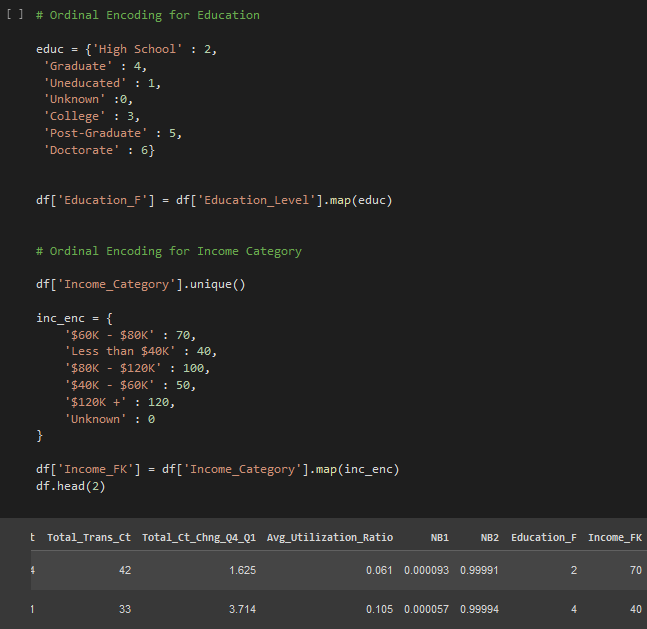 [ ] # Ordinal Encoding for Education
educ = {'High School' : 2,
'Graduate' : 4,
'Uneducated' : 1,
'Unknown' :0,
'College' : 3,
'Post-Graduate' : 5,
'Doctorate' : 6}
df['Education_F'] = df['Education_Level'].map(educ)
# Ordinal Encoding for Income Category
df['Income_Category'].unique()
inc_enc = {
'$60K - $80K' : 70,
'Less than $40K' : 40,
'$80K - $120K' : 100,
'$40K - $60K' : 50,
'$120K +' : 120,
'Unknown' : 0
}
df['Income_FK'] = df['Income_Category'].map(inc_enc)
df.head(2)
t Total_Trans_Ct Total_Ct_Chng_Q4_Q1 Avg_Utilization_Ratio NB1 NB2 Education_F Income_FK
4 42 1.625 0.061 0.000093 0.99991 2 70
1 33 3.714 0.105 0.000057 0.99994 4 40